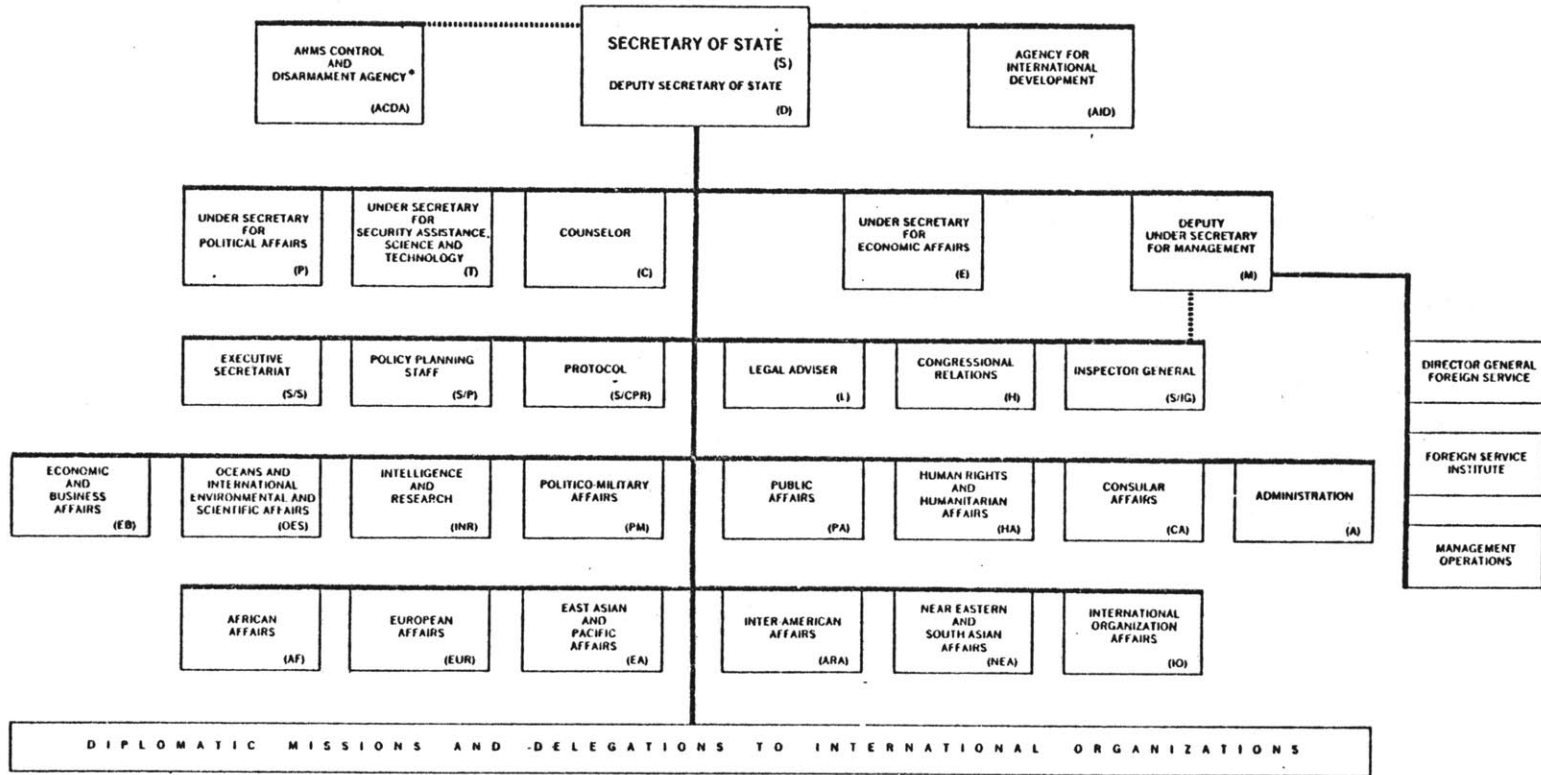 ARMS CONTROL
AND
DISARMAMENT AGENCY*
(ACDA)
SECRETARY OF STATE
(S)
DEPUTY SECRETARY OF STATE
(D)
AGENCY FOR
INTERNATIONAL
DEVELOPMENT
(AID)
UNDER SECRETARY
FOR
POLITICAL AFFAIRS
(P)
UNDER SECRETARY
FOR
SECURITY ASSISTANCE,
SCIENCE AND
TECHNOLOGY
(T)
COUNSELOR
(C)
UNDER SECRETARY
FOR
ECONOMIC AFFAIRS
(E)
DEPUTY
UNDER SECRETARY
FOR MANAGEMENT
(M)
EXECUTIVE
SECRETARIAT
(S/S)
POLICY PLANNING
STAFF
(S/P)
PROTOCOL
(S/CPR)
LEGAL ADVISER
(L)
CONGRESSIONAL
RELATIONS
(H)
INSPECTOR GENERAL
(S/IG)
DIRECTOR GENERAL
FOREIGN SERVICE
FOREIGN SERVICE
INSTITUTE
MANAGEMENT
OPERATIONS
ECONOMIC
AND
BUSINESS
AFFAIRS
(EB)
OCEANS AND
INTERNATIONAL
ENVIRONMENTAL AND
SCIENTIFIC AFFAIRS
(OES)
INTELLIGENCE
AND
RESEARCH
(INR)
POLITICO-MILITARY
AFFAIRS
(PM)
PUBLIC
AFFAIRS
(PA)
HUMAN RIGHTS
AND
HUMANITARIAN
AFFAIRS
(HA)
CONSULAR
AFFAIRS
(CA)
ADMINISTRATION
(A)
AFRICAN
AFFAIRS
(AF)
EUROPEAN
AFFAIRS
(EUR)
EAST ASIAN
AND
PACIFIC
AFFAIRS
(EA)
INTER-AMERICAN
AFFAIRS
(ARA)
NEAR EASTERN
AND
SOUTH ASIAN
AFFAIRS
(NEA)
INTERNATIONAL
ORGANIZATION
AFFAIRS
(IO)
DIPLOMATIC MISSIONS AND DELEGATIONS TO INTERNATIONAL ORGANIZATIONS